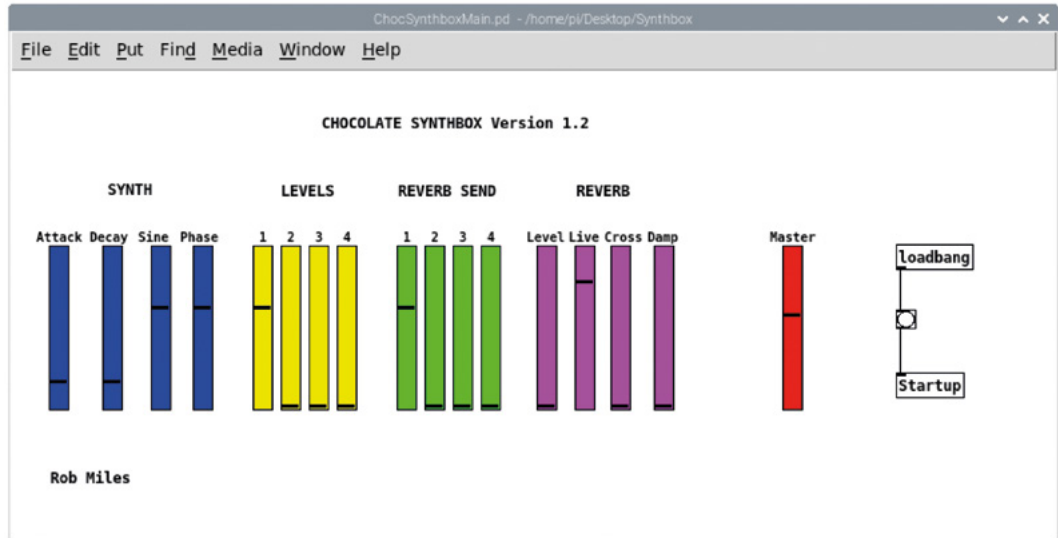 ChocSynthboxMain.pd - /home/pi/Desktop/Synthbox
File Edit Put Find Media Window Help
CHOCOLATE SYNTHBOX Version 1.2
SYNTH LEVELS REVERB SEND REVERB
Attack Decay Sine Phase 1 2 3 4 1 2 3 4 Level Live Cross Damp Master
loadbang
Startup
Rob Miles